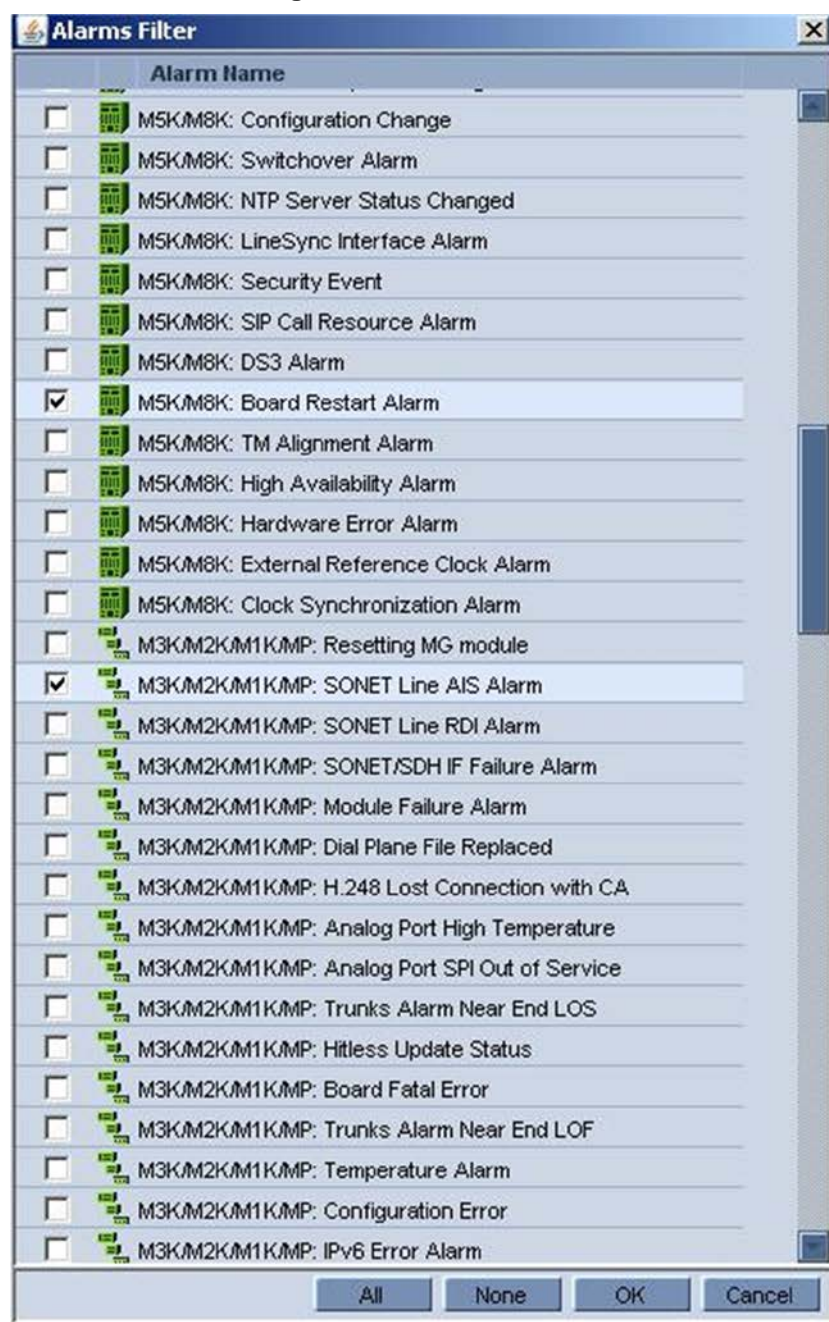 Alarms Filter
Alarm Name
M5K/M8K: Configuration Change
M5K/M8K: Switchover Alarm
M5K/M8K: NTP Server Status Changed
M5K/M8K: LineSync Interface Alarm
M5K/M8K: Security Event
M5K/M8K: SIP Call Resource Alarm
M5K/M8K: DS3 Alarm
M5K/M8K: Board Restart Alarm
M5K/M8K: TM Alignment Alarm
M5K/M8K: High Availability Alarm
M5K/M8K: Hardware Error Alarm
M5K/M8K: External Reference Clock Alarm
M5K/M8K: Clock Synchronization Alarm
M3K/M2K/M1K/MP: Resetting MG module
M3K/M2K/M1K/MP: SONET Line AIS Alarm
M3K/M2K/M1K/MP: SONET Line RDI Alarm
M3K/M2K/M1K/MP: SONET/SDH IF Failure Alarm
M3K/M2K/M1K/MP: Module Failure Alarm
M3K/M2K/M1K/MP: Dial Plane File Replaced
M3K/M2K/M1K/MP: H.248 Lost Connection with CA
M3K/M2K/M1K/MP: Analog Port High Temperature
M3K/M2K/M1K/MP: Analog Port SPI Out of Service
M3K/M2K/M1K/MP: Trunks Alarm Near End LOS
M3K/M2K/M1K/MP: Hitless Update Status
M3K/M2K/M1K/MP: Board Fatal Error
M3K/M2K/M1K/MP: Trunks Alarm Near End LOF
M3K/M2K/M1K/MP: Temperature Alarm
M3K/M2K/M1K/MP: Configuration Error
M3K/M2K/M1K/MP: IPv6 Error Alarm
All None OK Cancel